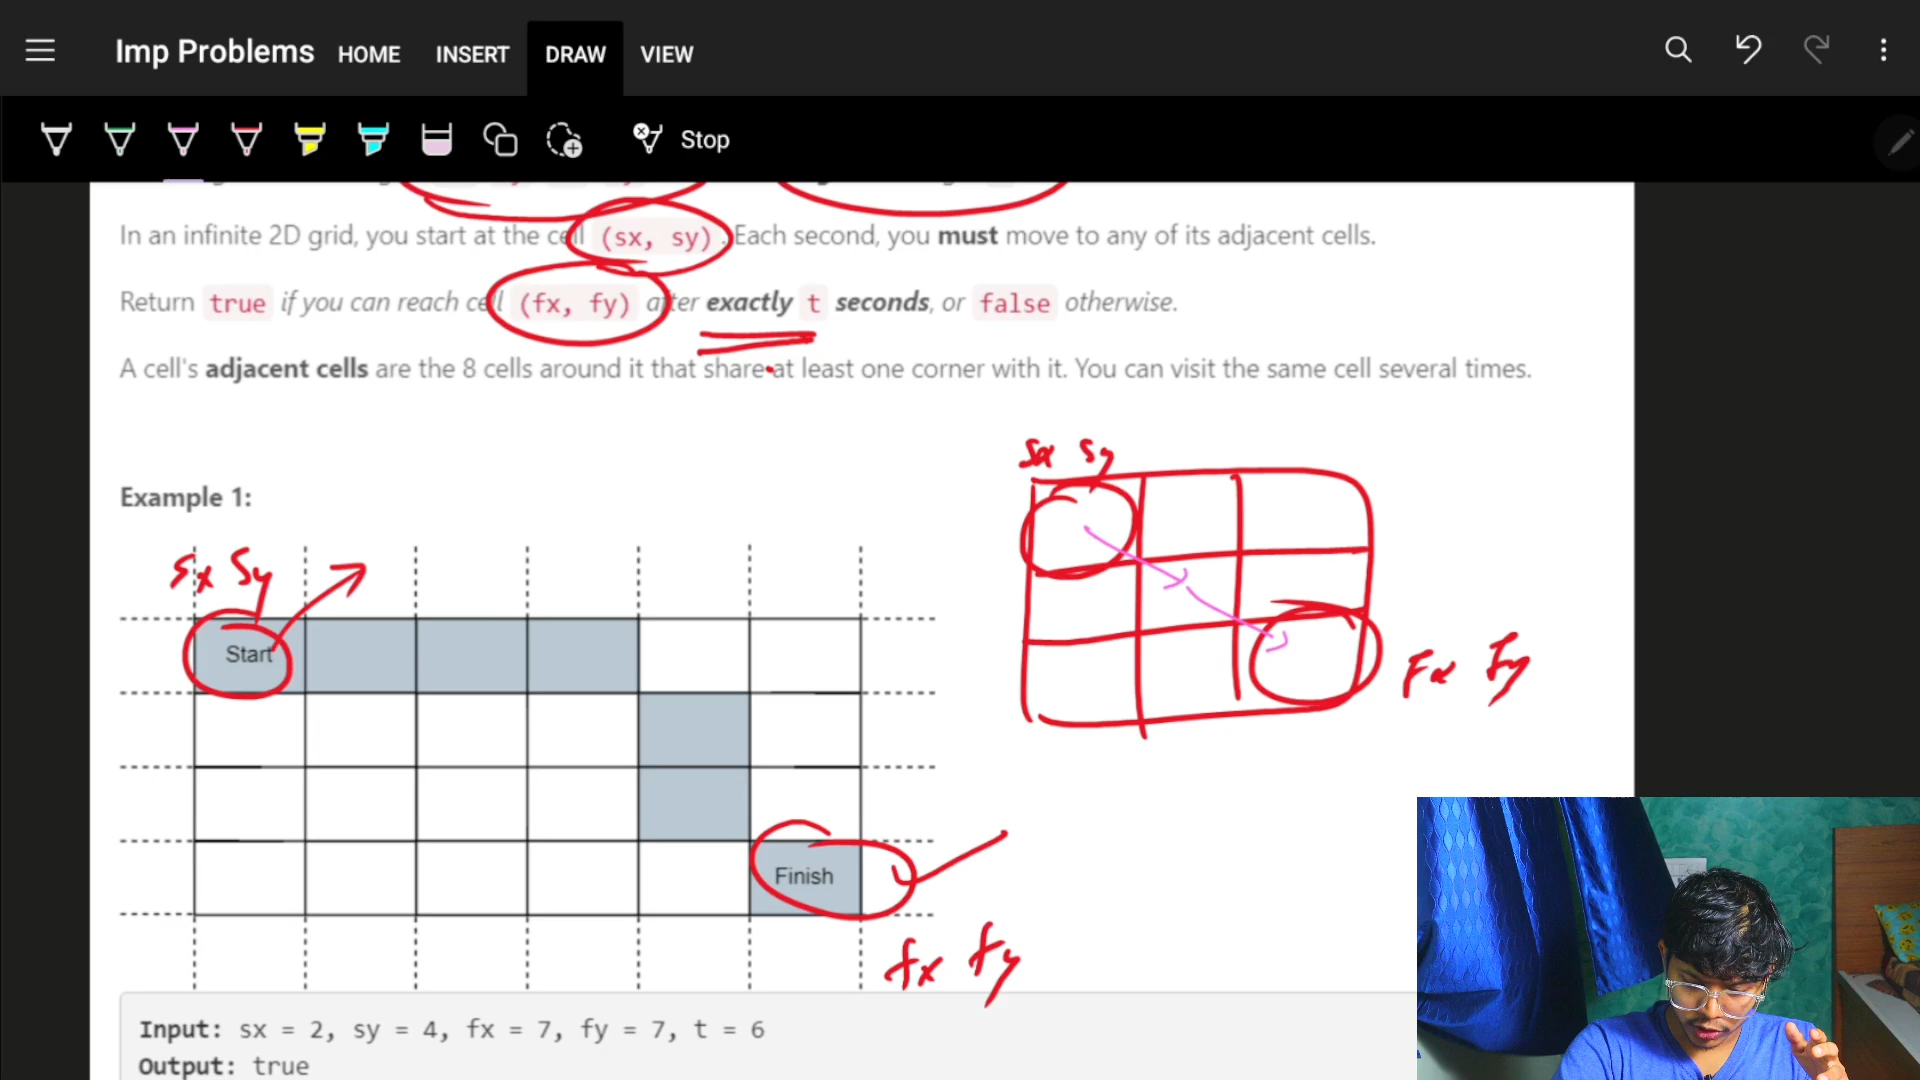 Imp Problems HOME INSERT DRAW VIEW
Stop
In an infinite 2D grid, you start at the cell (sx, sy). Each second, you must move to any of its adjacent cells.
Return true if you can reach cell (fx, fy) after exactly t seconds, or false otherwise.
A cell's adjacent cells are the 8 cells around it that share at least one corner with it. You can visit the same cell several times.
sx sy
Example 1:
sx sy
Start
Fx Fy
Finish
fx fy
Input: sx = 2, sy = 4, fx = 7, fy = 7, t = 6
Output: true